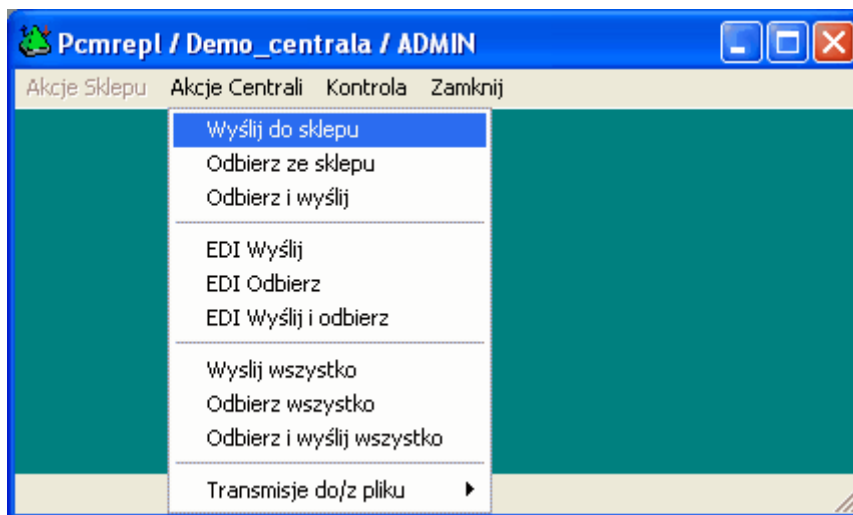 Pcmrepl / Demo_centrala / ADMIN
Akcje Sklepu Akcje Centrali Kontrola Zamknij
Wyślij do sklepu
Odbierz ze sklepu
Odbierz i wyślij
EDI Wyślij
EDI Odbierz
EDI Wyślij i odbierz
Wyslij wszystko
Odbierz wszystko
Odbierz i wyślij wszystko
Transmisje do/z pliku